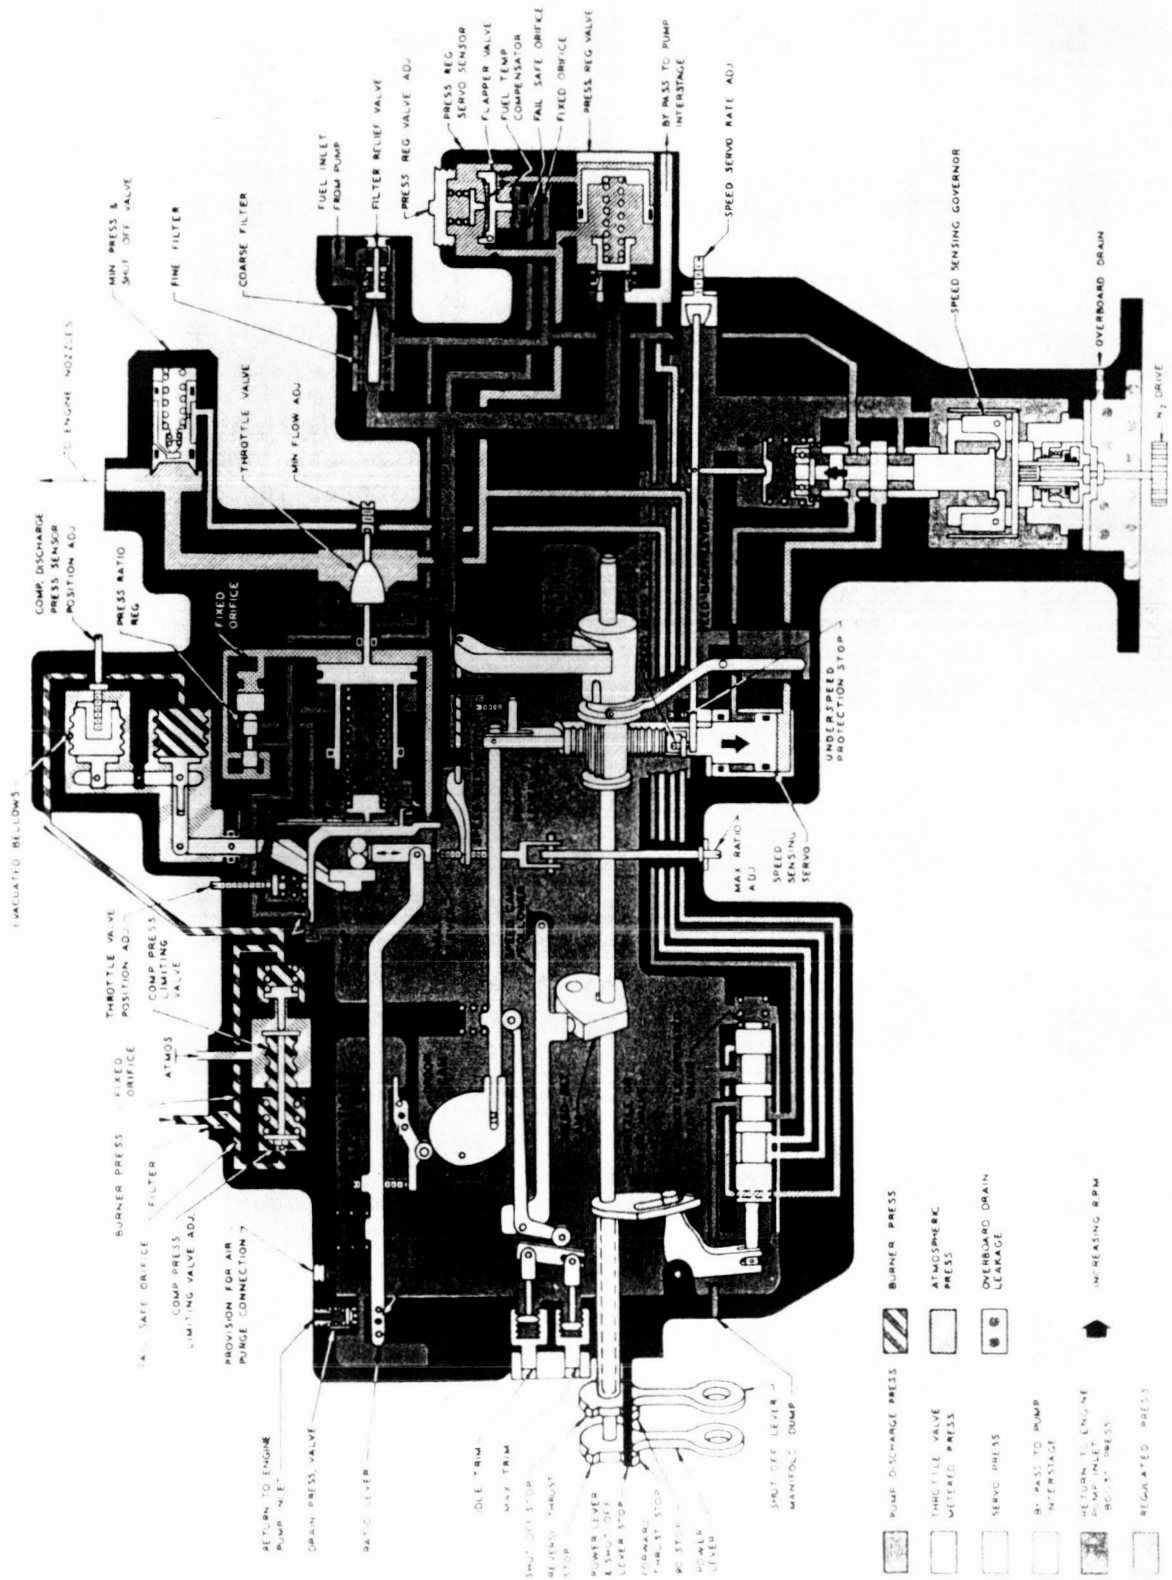 TO ENGINE NOZZLES
MIN PRESS &
SHUT OFF VALVE
FINE FILTER
COARSE FILTER
FUEL INLET
FROM PUMP
FILTER RELIEF VALVE
PRESS REG VALVE ADJ
PRESS REG
SERVO SENSOR
FLAPPER VALVE
FUEL TEMP
COMPENSATOR
FAIL SAFE ORIFICE
FIXED ORIFICE
PRESS REG VALVE
BY PASS TO PUMP
INTERSTAGE
SPEED SERVO RATE ADJ
SPEED SENSING GOVERNOR
OVERBOARD DRAIN
N2 DRIVE
THROTTLE VALVE
MIN FLOW ADJ
COMP, DISCHARGE
PRESS SENSOR
POSITION ADJ
PRESS RATIO
REG
FIXED
ORIFICE
EVACUATED BELLOWS
THROTTLE VALVE
POSITION ADJ
COMP PRESS
LIMITING
VALVE
ATMOS
FIXED
ORIFICE
BURNER PRESS
FILTER
FAIL SAFE ORIFICE
COMP PRESS
LIMITING VALVE ADJ.
PROVISION FOR AIR
PURGE CONNECTION
RETURN TO ENGINE
PUMP INLET
DRAIN PRESS, VALVE
RATIO LEVER
SPEED CAM
FOLLOWER
UNDERSPEED
PROTECTION STOP
SPEED
SENSING
SERVO
MAX RATIO
ADJ
IDLE TRIM
MAX TRIM
SHUT OFF STOP
REVERSE THRUST
STOP
POWER LEVER
& SHUT OFF
LEVER STOP
FORWARD
THRUST STOP
90 STOP
POWER
LEVER
SHUT OFF LEVER
MANIFOLD DUMP
PUMP DISCHARGE PRESS
THROTTLE VALVE
METERED PRESS
SERVO PRESS
BY PASS TO PUMP
INTERSTAGE
RETURN TO ENGINE
PUMP INLET
BOOST PRESS
REGULATED PRESS
BURNER PRESS
ATMOSPHERIC
PRESS
OVERBOARD DRAIN
LEAKAGE
INCREASING R.P.M